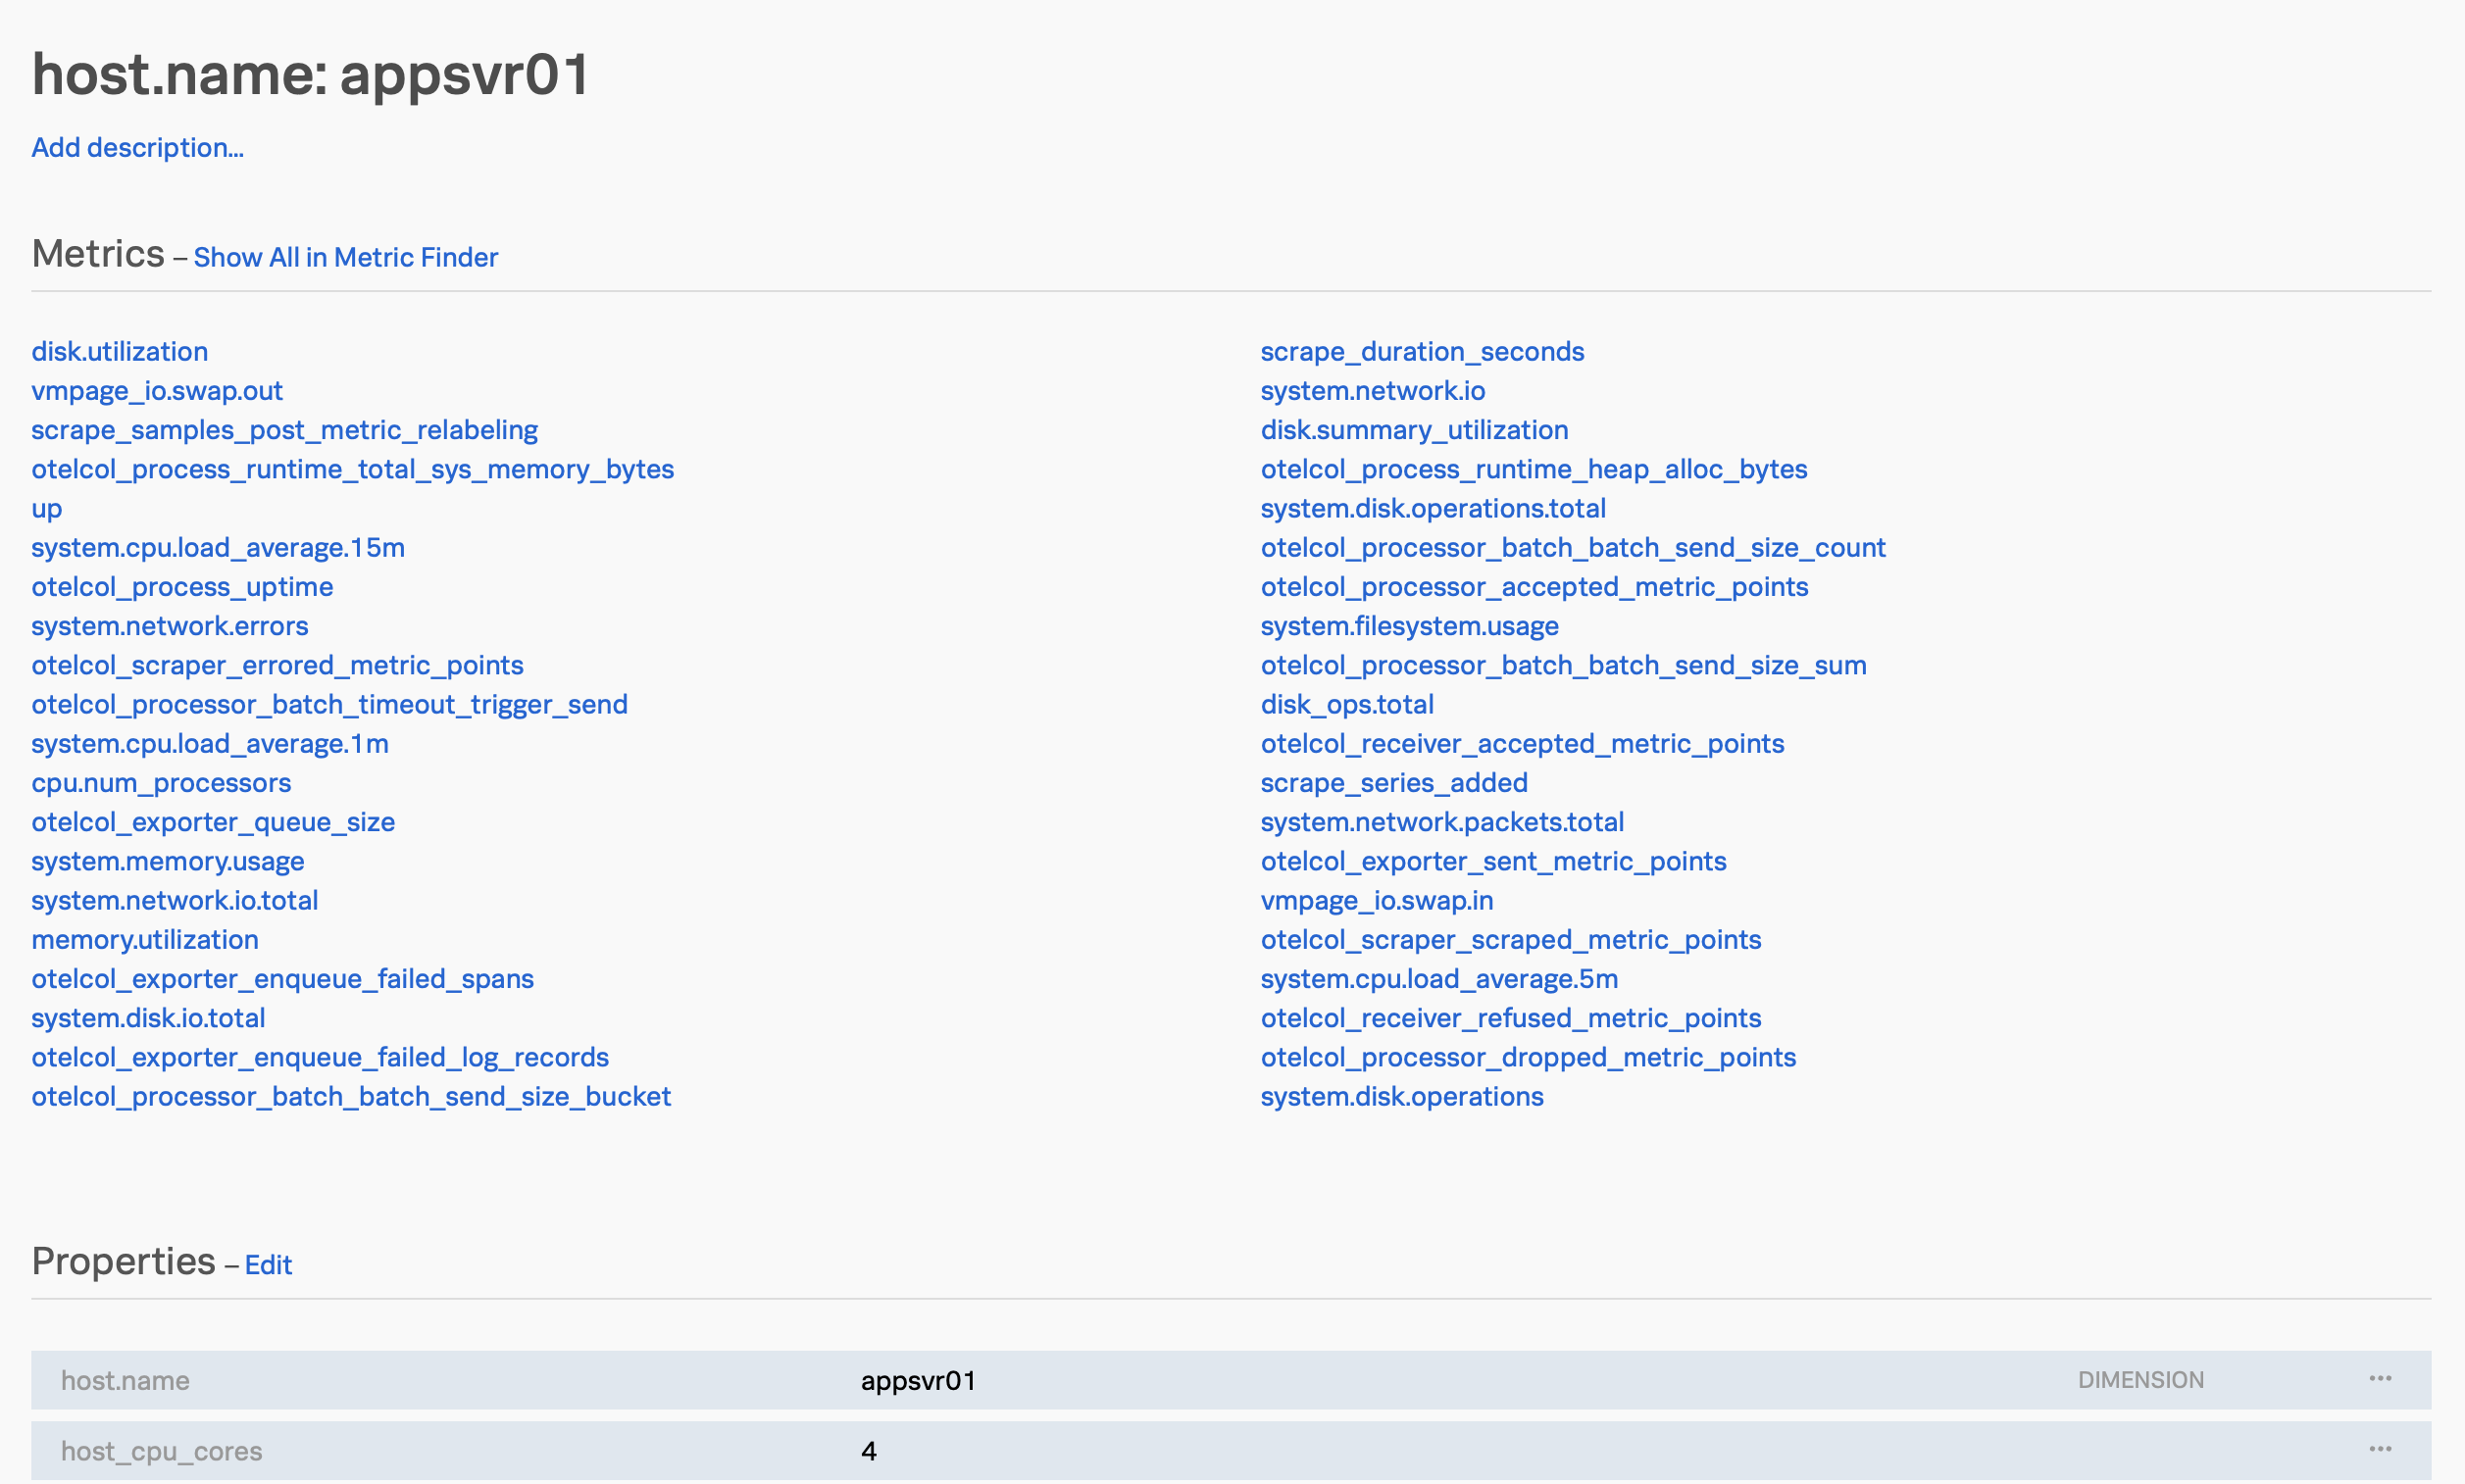 host.name: appsvr01
Add description...
Metrics – Show All in Metric Finder
disk.utilization
vmpage_io.swap.out
scrape_samples_post_metric_relabeling
otelcol_process_runtime_total_sys_memory_bytes
up
system.cpu.load_average.15m
otelcol_process_uptime
system.network.errors
otelcol_scraper_errored_metric_points
otelcol_processor_batch_timeout_trigger_send
system.cpu.load_average.1m
cpu.num_processors
otelcol_exporter_queue_size
system.memory.usage
system.network.io.total
memory.utilization
otelcol_exporter_enqueue_failed_spans
system.disk.io.total
otelcol_exporter_enqueue_failed_log_records
otelcol_processor_batch_batch_send_size_bucket
scrape_duration_seconds
system.network.io
disk.summary_utilization
otelcol_process_runtime_heap_alloc_bytes
system.disk.operations.total
otelcol_processor_batch_batch_send_size_count
otelcol_processor_accepted_metric_points
system.filesystem.usage
otelcol_processor_batch_batch_send_size_sum
disk_ops.total
otelcol_receiver_accepted_metric_points
scrape_series_added
system.network.packets.total
otelcol_exporter_sent_metric_points
vmpage_io.swap.in
otelcol_scraper_scraped_metric_points
system.cpu.load_average.5m
otelcol_receiver_refused_metric_points
otelcol_processor_dropped_metric_points
system.disk.operations
Properties – Edit
host.name appsvr01 DIMENSION ...
host_cpu_cores 4 ...